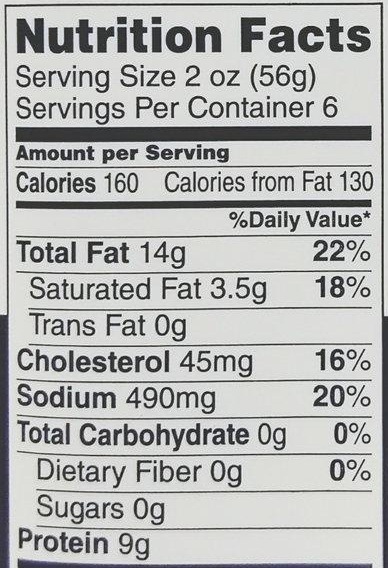 Nutrition Facts
Serving Size 2 oz (56g)
Servings Per Container 6
Amount per Serving
Calories 160 Calories from Fat 130
%Daily Value*
Total Fat 14g 22%
Saturated Fat 3.5g 18%
Trans Fat 0g
Cholesterol 45mg 16%
Sodium 490mg 20%
Total Carbohydrate 0g 0%
Dietary Fiber 0g 0%
Sugars 0g
Protein 9g